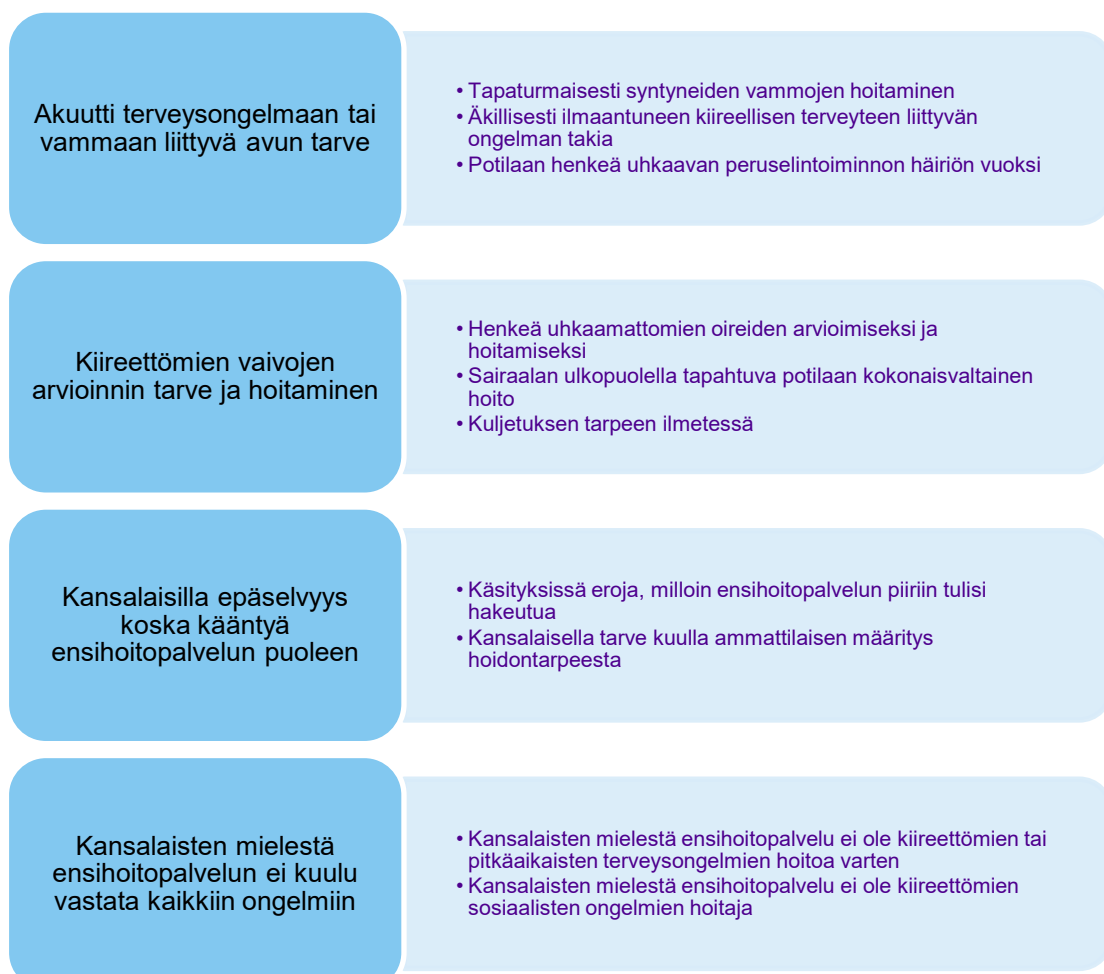 Akuutti terveysongelmaan tai
vammaan liittyvä avun tarve
• Tapaturmaisesti syntyneiden vammojen hoitaminen
• Äkillisesti ilmaantuneen kiireellisen terveyteen liittyvän
ongelman takia
• Potilaan henkeä uhkaavan peruselintoiminnon häiriön vuoksi
Kiireettömien vaivojen
arvioinnin tarve ja hoitaminen
• Henkeä uhkaamattomien oireiden arvioimiseksi ja
hoitamiseksi
• Sairaalan ulkopuolella tapahtuva potilaan kokonaisvaltainen
hoito
• Kuljetuksen tarpeen ilmetessä
Kansalaisilla epäselvyys
koska kääntyä
ensihoitopalvelun puoleen
• Käsityksissä eroja, milloin ensihoitopalvelun piiriin tulisi
hakeutua
• Kansalaisella tarve kuulla ammattilaisen määritys
hoidontarpeesta
Kansalaisten mielestä
ensihoitopalvelun ei kuulu
vastata kaikkiin ongelmiin
• Kansalaisten mielestä ensihoitopalvelu ei ole kiireettömien tai
pitkäaikaisten terveysongelmien hoitoa varten
• Kansalaisten mielestä ensihoitopalvelu ei ole kiireettömien
sosiaalisten ongelmien hoitaja